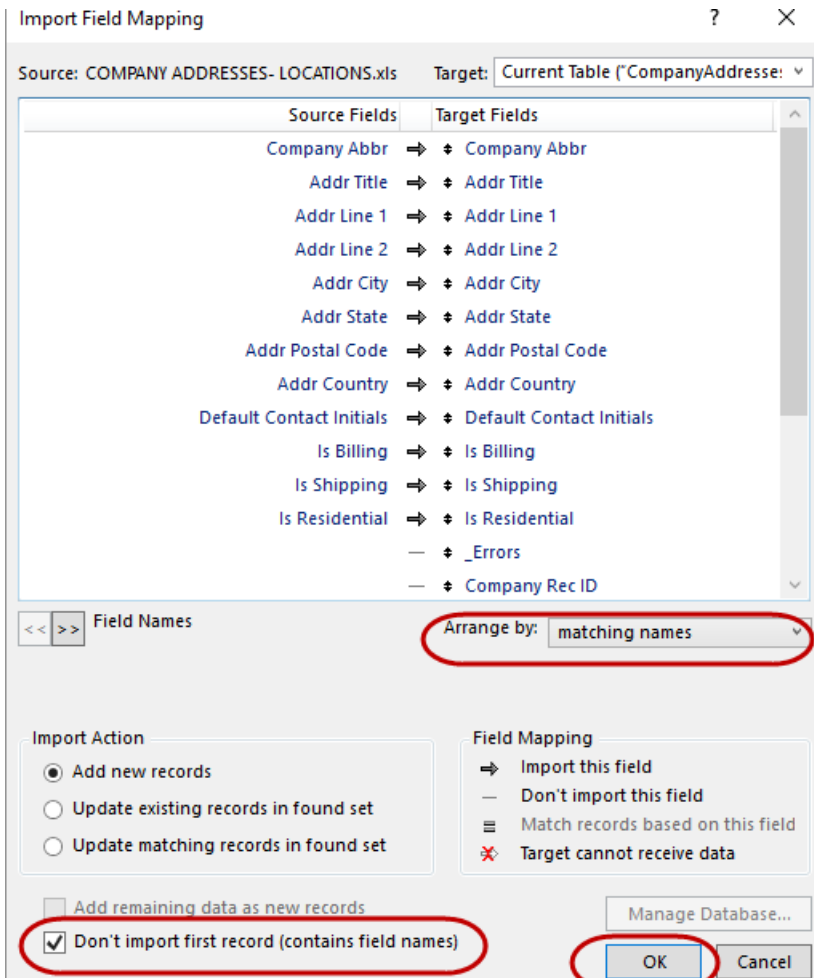 Import Field Mapping ?
Source: COMPANY ADDRESSES- LOCATIONS.xls Target: Current Table ("CompanyAddresse:
Source Fields Target Fields
Company Abbr Company Abbr
Addr Title Addr Title
Addr Line 1 Addr Line 1
Addr Line 2 Addr Line 2
Addr City Addr City
Addr State Addr State
Addr Postal Code Addr Postal Code
Addr Country Addr Country
Default Contact Initials Default Contact Initials
Is Billing Is Billing
Is Shipping Is Shipping
Is Residential Is Residential
_Errors
Company Rec ID
<< >> Field Names Arrange by: matching names
Import Action
Add new records
Update existing records in found set
Update matching records in found set
Field Mapping
Import this field
Don't import this field
Match records based on this field
Target cannot receive data
Add remaining data as new records
Don't import first record (contains field names)
Manage Database...
OK Cancel